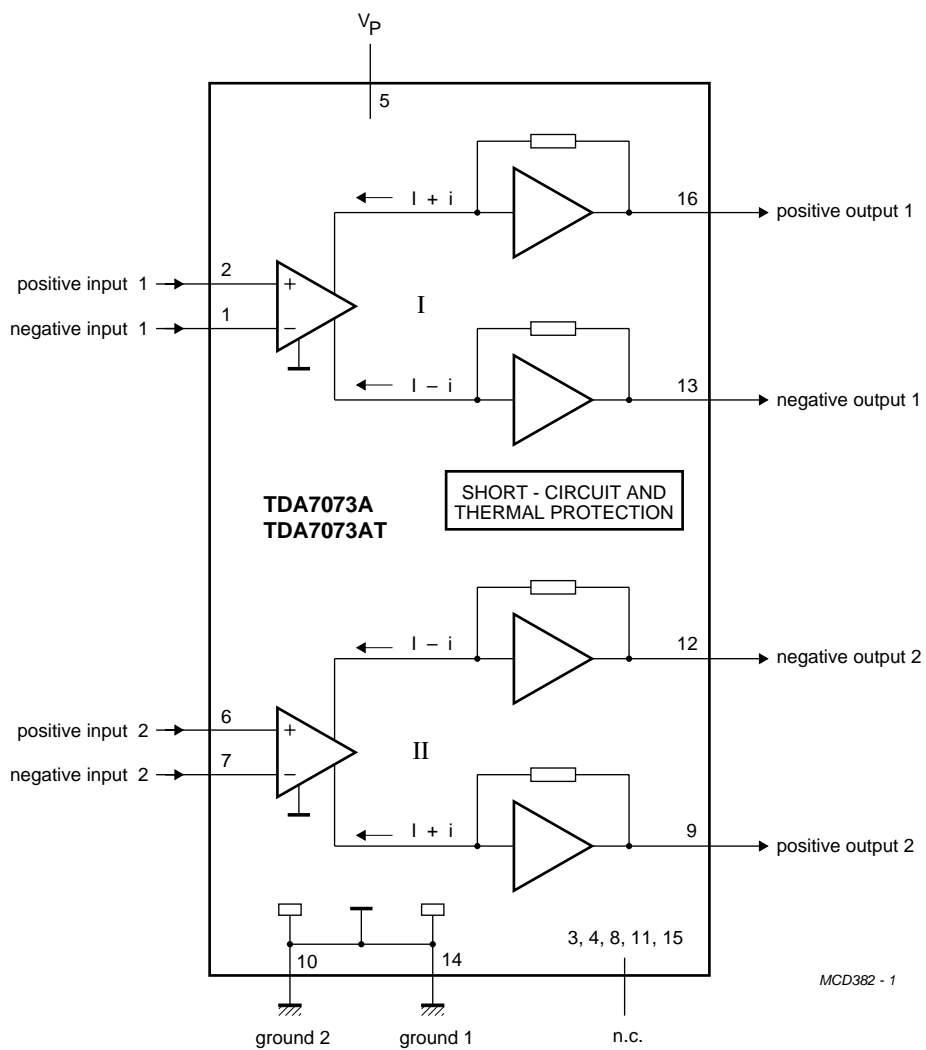 VP
5
I + i
16
positive output 1
2
positive input 1
+
I
1
negative input 1
–
I – i
13
negative output 1
TDA7073A
TDA7073AT
SHORT - CIRCUIT AND
THERMAL PROTECTION
I – i
12
negative output 2
6
positive input 2
+
II
7
negative input 2
–
I + i
9
positive output 2
3, 4, 8, 11, 15
10
14
MCD382 - 1
ground 2
ground 1
n.c.